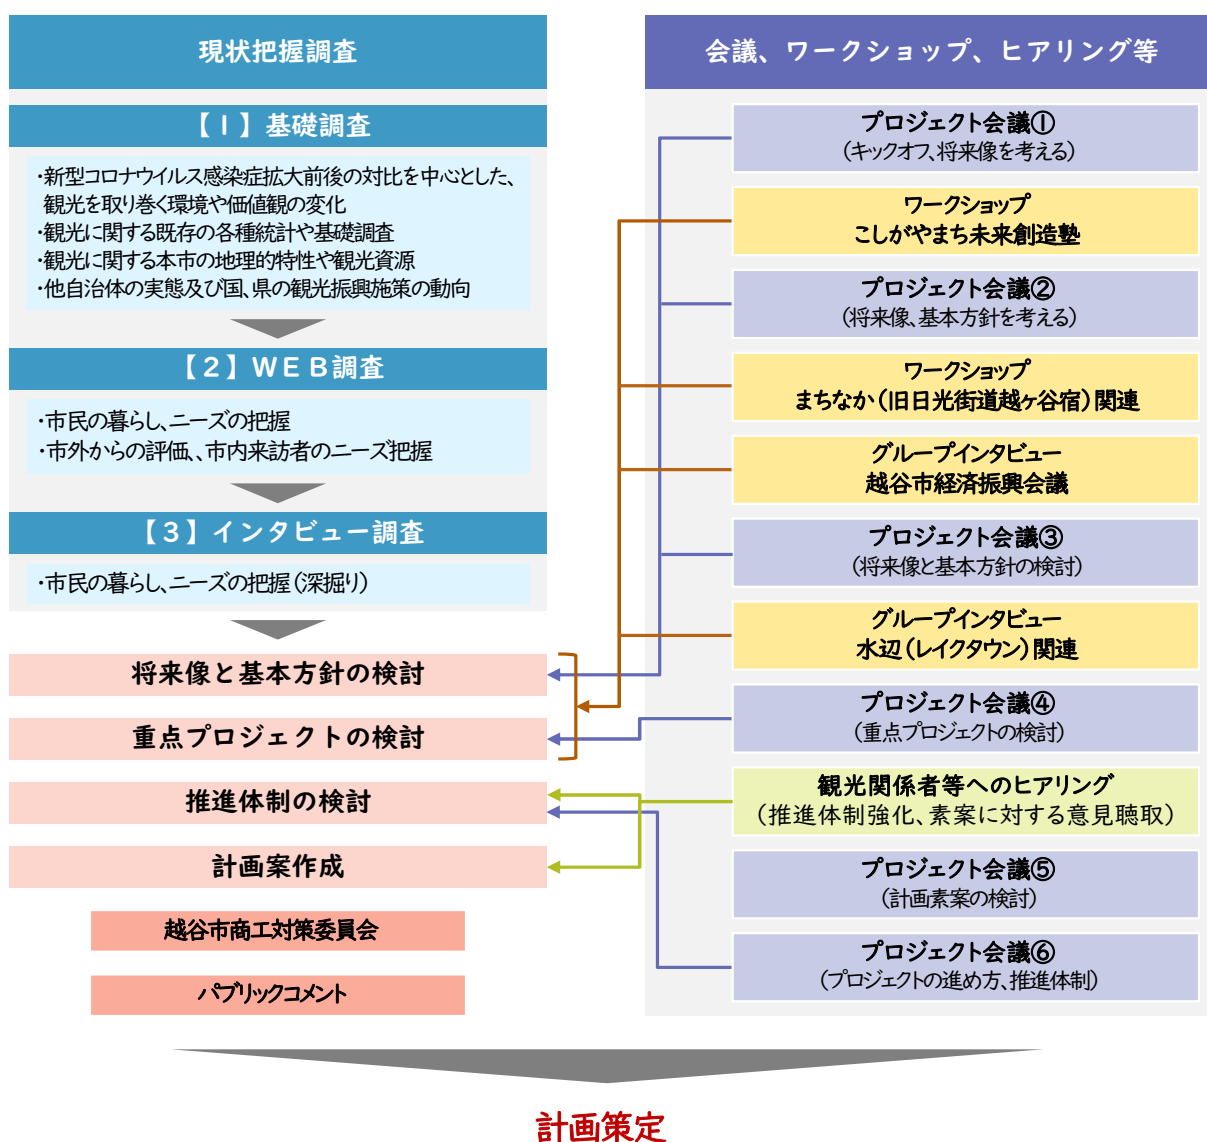 現状把握調査
【1】基礎調査
・新型コロナウイルス感染症拡大前後の対比を中心とした、
観光を取り巻く環境や価値観の変化
・観光に関する既存の各種統計や基礎調査
・観光に関する本市の地理的特性や観光資源
・他自治体の実態及び国、県の観光振興施策の動向
【2】WEB調査
・市民の暮らし、ニーズの把握
・市外からの評価、、市内来訪者のニーズ把握
【3】インタビュー調査
・市民の暮らし、ニーズの把握（深掘り）
将来像と基本方針の検討
重点プロジェクトの検討
推進体制の検討
計画案作成
越谷市商工対策委員会
パブリックコメント
会議、ワークショップ、ヒアリング等
プロジェクト会議①
（キックオフ、将来像を考える）
ワークショップ
こしがやまち未来創造塾
プロジェクト会議②
（将来像、基本方針を考える）
ワークショップ
まちなか（旧日光街道越ヶ谷宿）関連
グループインタビュー
越谷市経済振興会議
プロジェクト会議③
（将来像と基本方針の検討）
グループインタビュー
水辺（レイクタウン）関連
プロジェクト会議④
（重点プロジェクトの検討）
観光関係者等へのヒアリング
（推進体制強化、素案に対する意見聴取）
プロジェクト会議⑤
（計画素案の検討）
プロジェクト会議⑥
（プロジェクトの進め方、推進体制）
計画策定